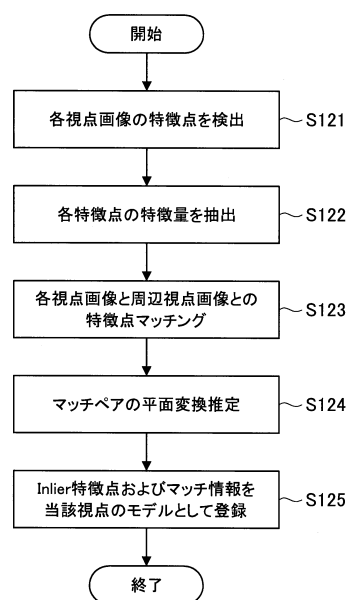 開始
各視点画像の特徴点を検出
S121
各特徴点の特徴量を抽出
S122
各視点画像と周辺視点画像との
特徴点マッチング
S123
マッチペアの平面変換推定
S124
Inlier特徴点およびマッチ情報を
当該視点のモデルとして登録
S125
終了